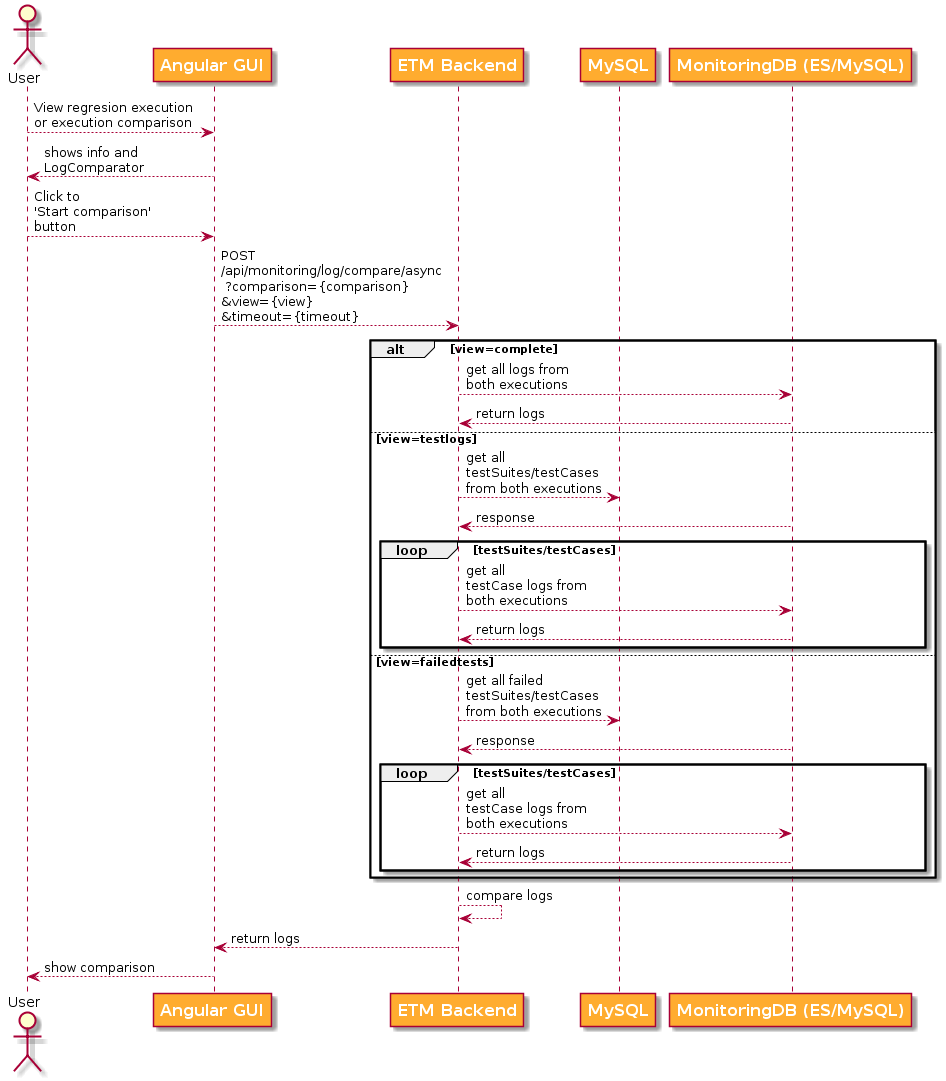 User
Angular GUI
ETM Backend
MySQL
MonitoringDB (ES/MySQL)
View regresion execution
or execution comparison
shows info and
LogComparator
Click to
'Start comparison'
button
POST
/api/monitoring/log/compare/async
?comparison={comparison}
&view={view}
&timeout={timeout}
alt [view=complete]
get all logs from
both executions
return logs
[view=testlogs]
get all
testSuites/testCases
from both executions
response
loop [testSuites/testCases]
get all
testCase logs from
both executions
return logs
[view=failedtests]
get all failed
testSuites/testCases
from both executions
response
loop [testSuites/testCases]
get all
testCase logs from
both executions
return logs
compare logs
return logs
show comparison
User
Angular GUI
ETM Backend
MySQL
MonitoringDB (ES/MySQL)